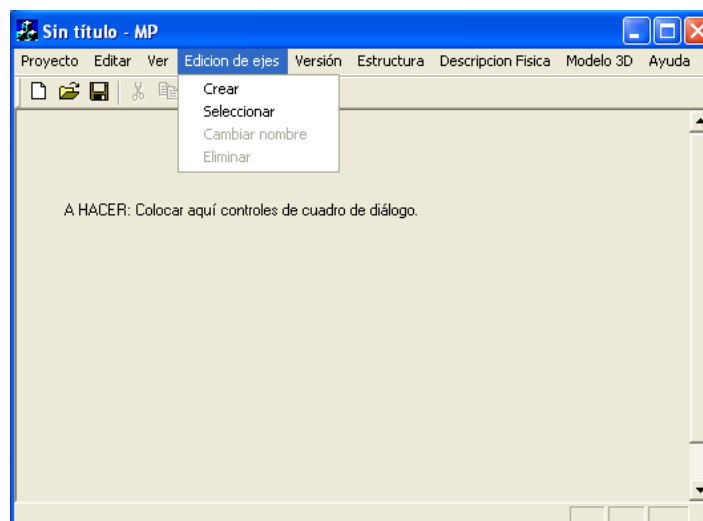 Sin título - MP
Proyecto Editar Ver Edicion de ejes Versión Estructura Descripcion Fisica Modelo 3D Ayuda
Crear
Seleccionar
Cambiar nombre
Eliminar
A HACER: Colocar aquí controles de cuadro de diálogo.